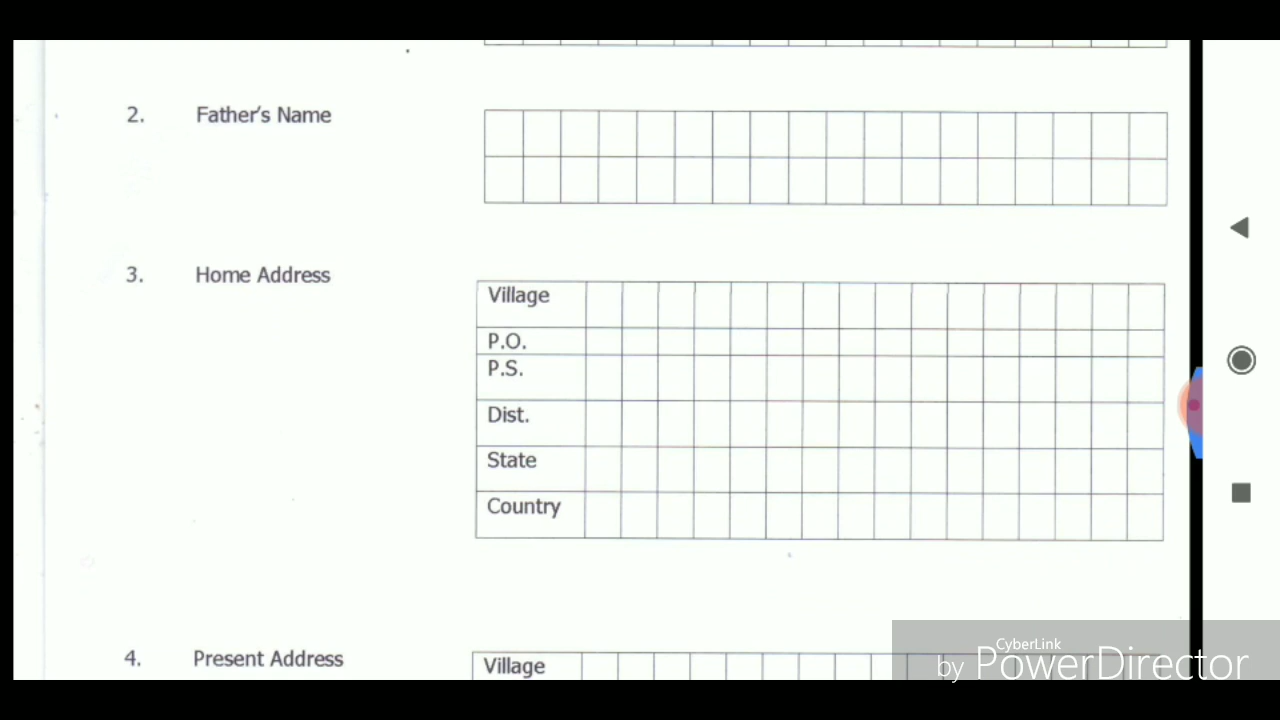 2. Father's Name
3. Home Address
Village
P.O.
P.S.
Dist.
State
Country
4. Present Address
Village
CyberLink
by PowerDirector